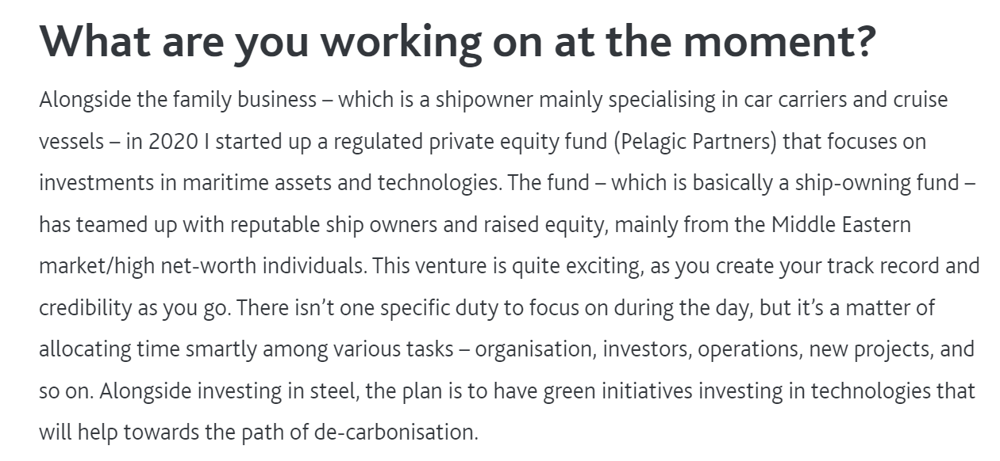 What are you working on at the moment?
Alongside the family business – which is a shipowner mainly specialising in car carriers and cruise
vessels – in 2020 I started up a regulated private equity fund (Pelagic Partners) that focuses on
investments in maritime assets and technologies. The fund – which is basically a ship-owning fund –
has teamed up with reputable ship owners and raised equity, mainly from the Middle Eastern
market/high net-worth individuals. This venture is quite exciting, as you create your track record and
credibility as you go. There isn’t one specific duty to focus on during the day, but it’s a matter of
allocating time smartly among various tasks – organisation, investors, operations, new projects, and
so on. Alongside investing in steel, the plan is to have green initiatives investing in technologies that
will help towards the path of de-carbonisation.